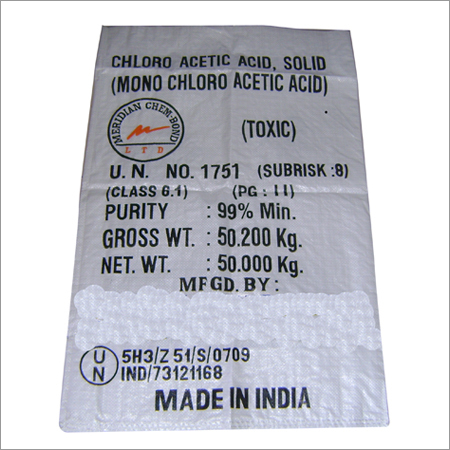 CHLORO ACETIC ACID, SOLID
(MONO CHLORO ACETIC ACID)
MERIDIAN CHEM-BOND
LTD
(TOXIC)
U. N. NO. 1751 (SUBRISK :8)
(CLASS 6.1) (PG : II)
PURITY : 99% Min.
GROSS WT. : 50.200 Kg.
NET. WT. : 50.000 Kg.
MFGD. BY :
UN
5H3/Z 51/S/0709
IND/73121168
MADE IN INDIA